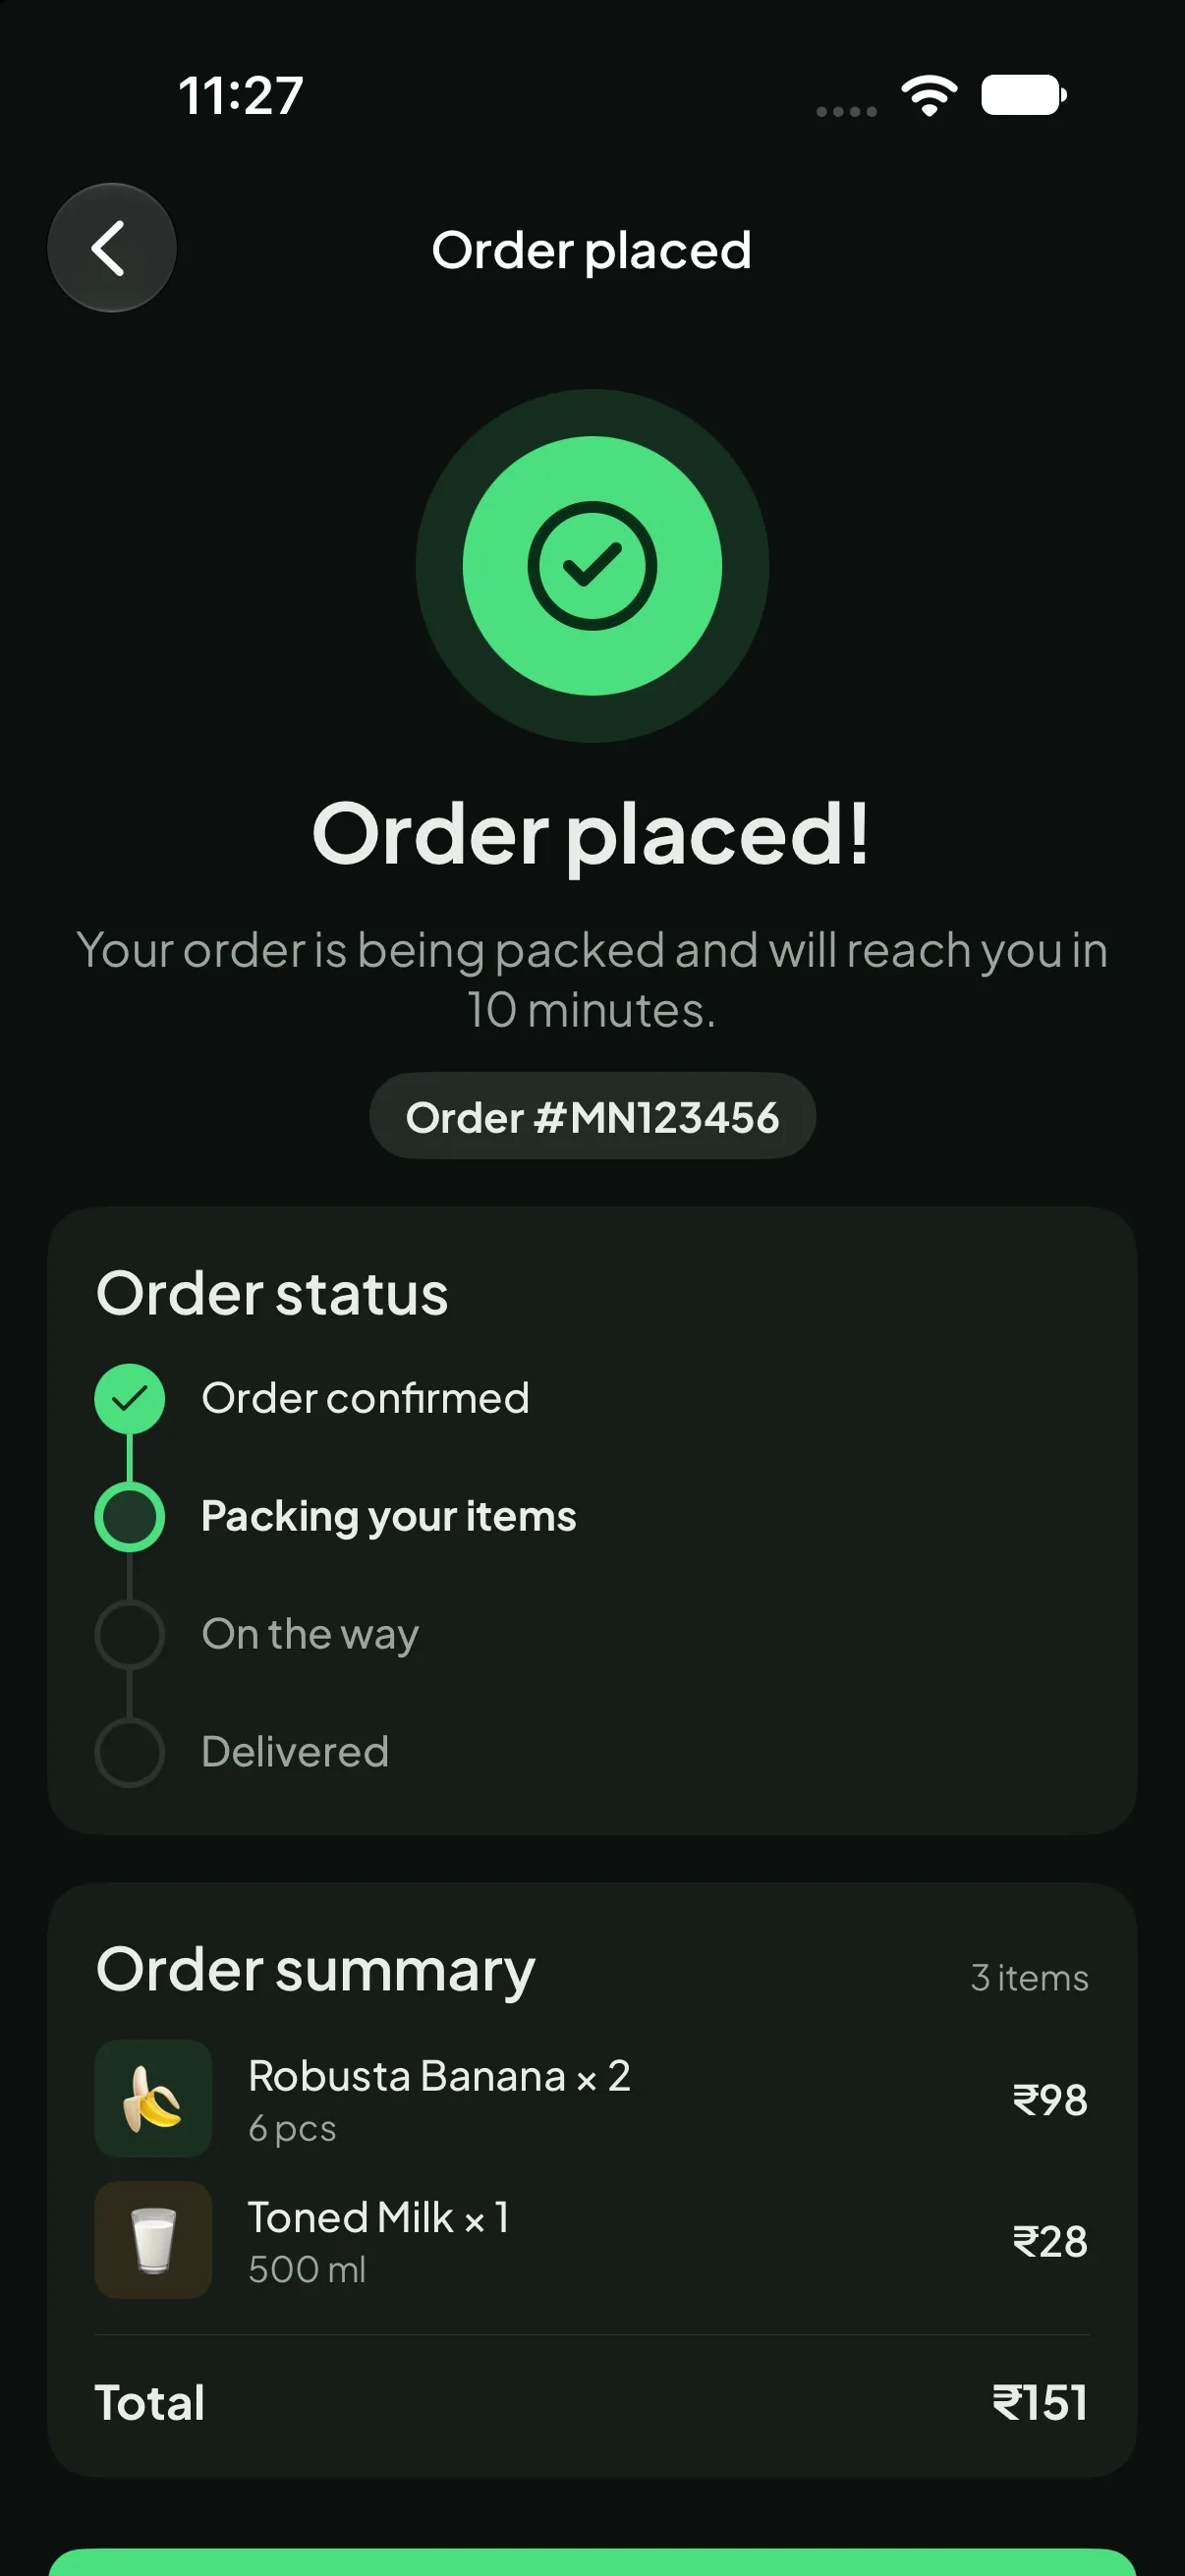 11:27
Order placed
Order placed!
Your order is being packed and will reach you in
10 minutes.
Order #MN123456
Order status
Order confirmed
Packing your items
On the way
Delivered
Order summary
3 items
Robusta Banana × 2
6 pcs
₹98
Toned Milk × 1
500 ml
₹28
Total
₹151